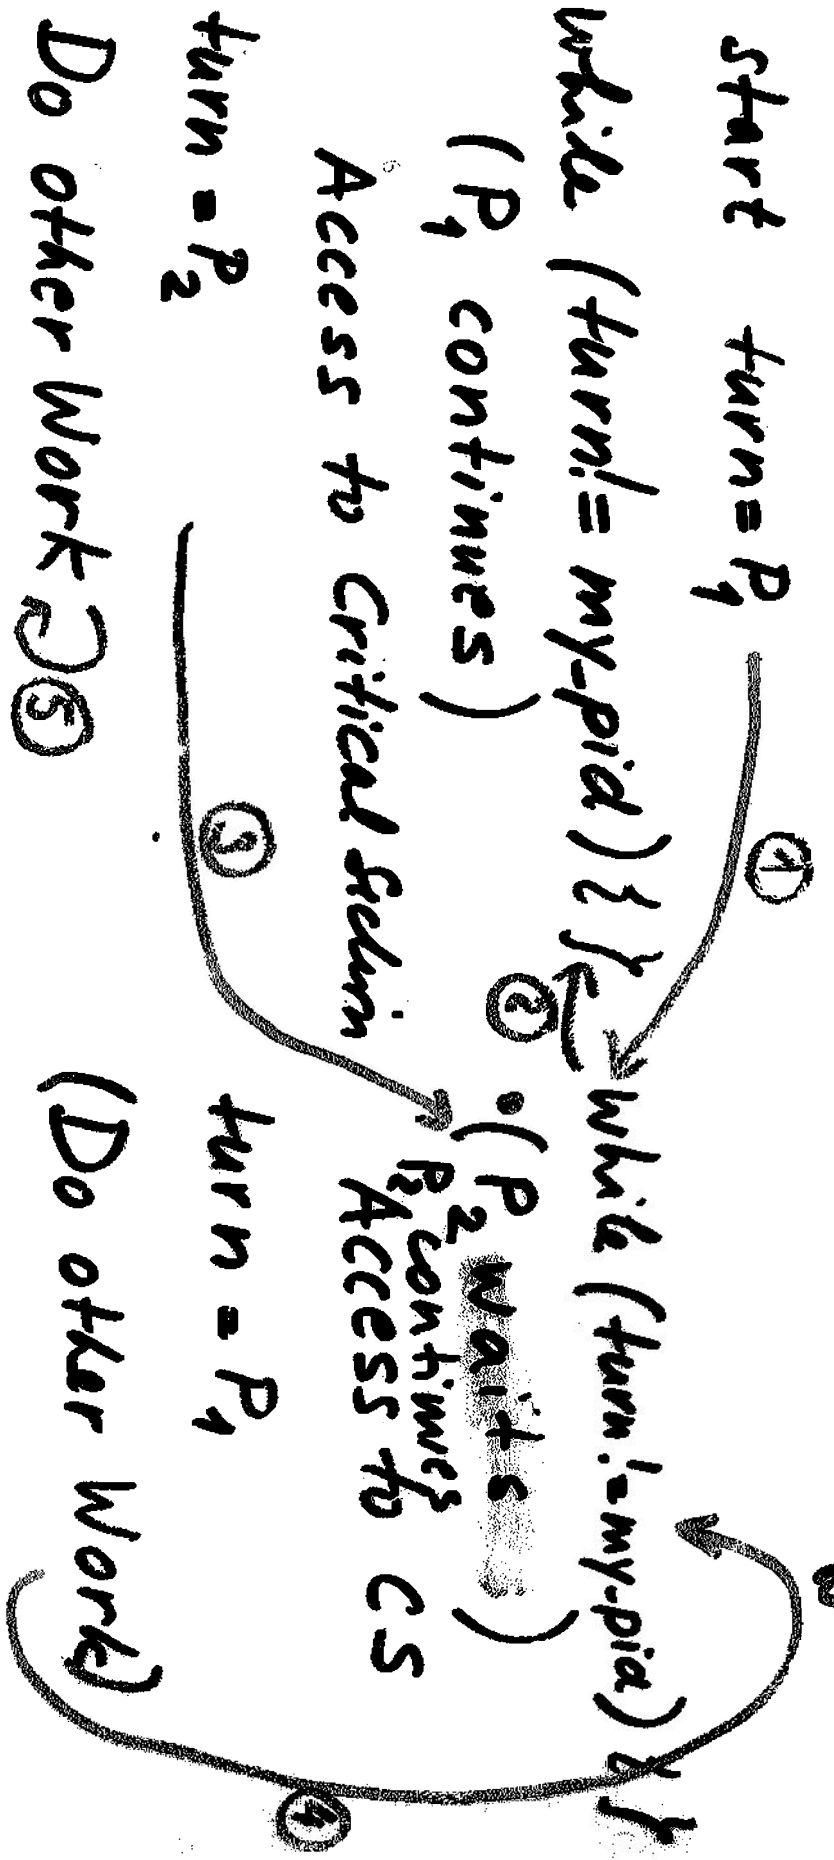 start turn = P1
①
while (turn != my-pid) { }
(P1 continues)
Access to Critical Section
turn = P2
Do other Work
⑤
③
②
while (turn != my-pid) { }
(P2 waits)
P2 continues
Access to CS
turn = P1
(Do other Work)
④